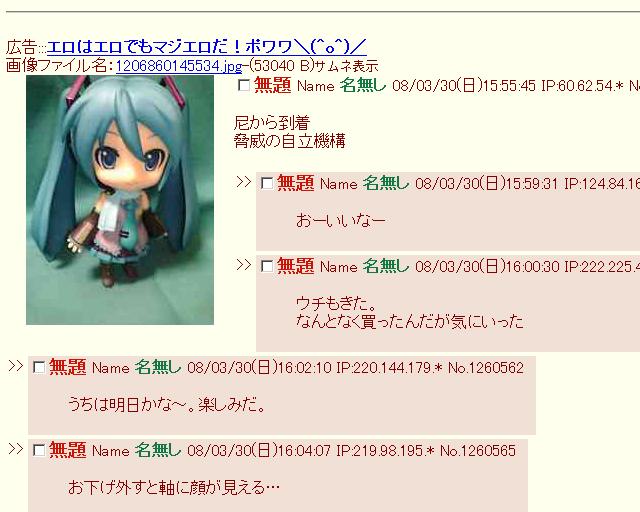 広告:::エロはエロでもマジエロだ！ポワワ＼(^o^)／
画像ファイル名：1206860145534.jpg-(53040 B)サムネ表示
無題 Name 08/03/30(日)15:55:45 IP:60.62.54.* N
尼から到着
脅威の自立機構
>> 無題 Name 名無し 08/03/30(日)15:59:31 IP:124.84.16
おーいいなー
>> 無題 Name 名無し 08/03/30(日)16:00:30 IP:222.225.4
ウチもきた。
なんとなく買ったんだが気にいった
>> 無題 Name 名無し 08/03/30(日)16:02:10 IP:220.144.179.* No.1260562
うちは明日かな～。楽しみだ。
>> 無題 Name 名無し 08/03/30(日)16:04:07 IP:219.98.195.* No.1260565
お下げ外すと軸に顔が見える…